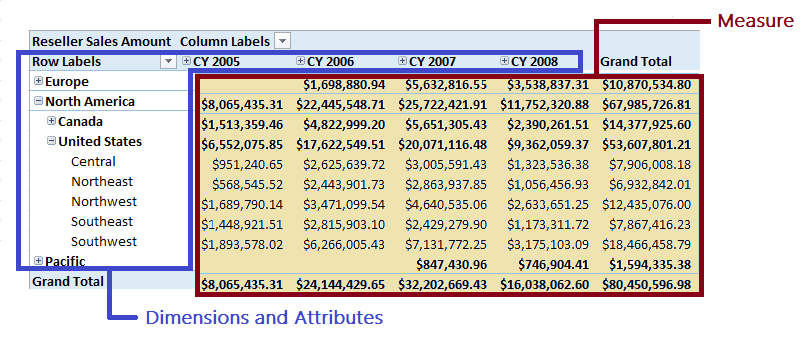 Measure
Reseller Sales Amount Column Labels
Row Labels CY 2005 CY 2006 CY 2007 CY 2008 Grand Total
Europe $1,698,880.94 $5,632,816.55 $3,538,837.31 $10,870,534.80
North America $8,065,435.31 $22,445,548.71 $25,722,421.91 $11,752,320.88 $67,985,726.81
Canada $1,513,359.46 $4,822,999.20 $5,651,305.43 $2,390,261.51 $14,377,925.60
United States $6,552,075.85 $17,622,549.51 $20,071,116.48 $9,362,059.37 $53,607,801.21
Central $951,240.65 $2,625,639.72 $3,005,591.43 $1,323,536.38 $7,906,008.18
Northeast $568,545.52 $2,443,901.73 $2,863,937.85 $1,056,456.93 $6,932,842.01
Northwest $1,689,790.14 $3,471,099.54 $4,640,535.06 $2,633,651.25 $12,435,076.00
Southeast $1,448,921.51 $2,815,903.10 $2,429,279.90 $1,173,311.72 $7,867,416.23
Southwest $1,893,578.02 $6,266,005.43 $7,131,772.25 $3,175,103.09 $18,466,458.79
Pacific $847,430.96 $746,904.41 $1,594,335.38
Grand Total $8,065,435.31 $24,144,429.65 $32,202,669.43 $16,038,062.60 $80,450,596.98
Dimensions and Attributes